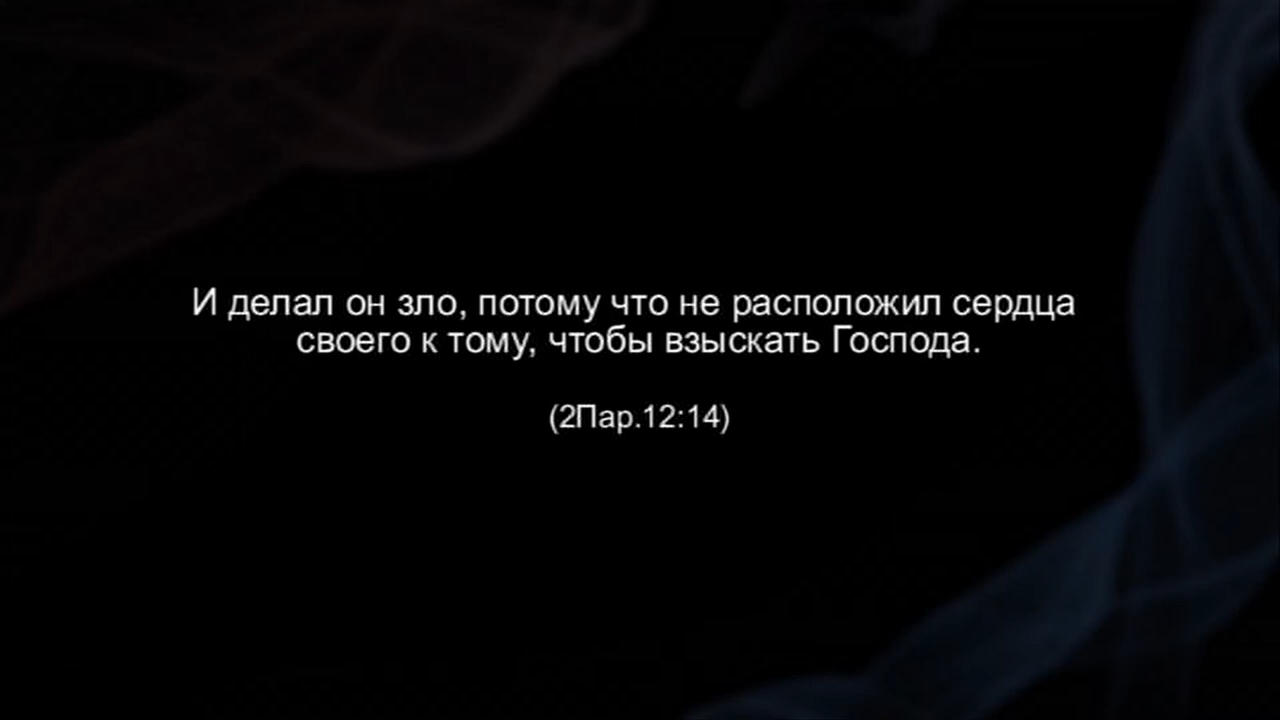 И делал он зло, потому что не расположил сердца
своего к тому, чтобы взыскать Господа.
(2Пар.12:14)